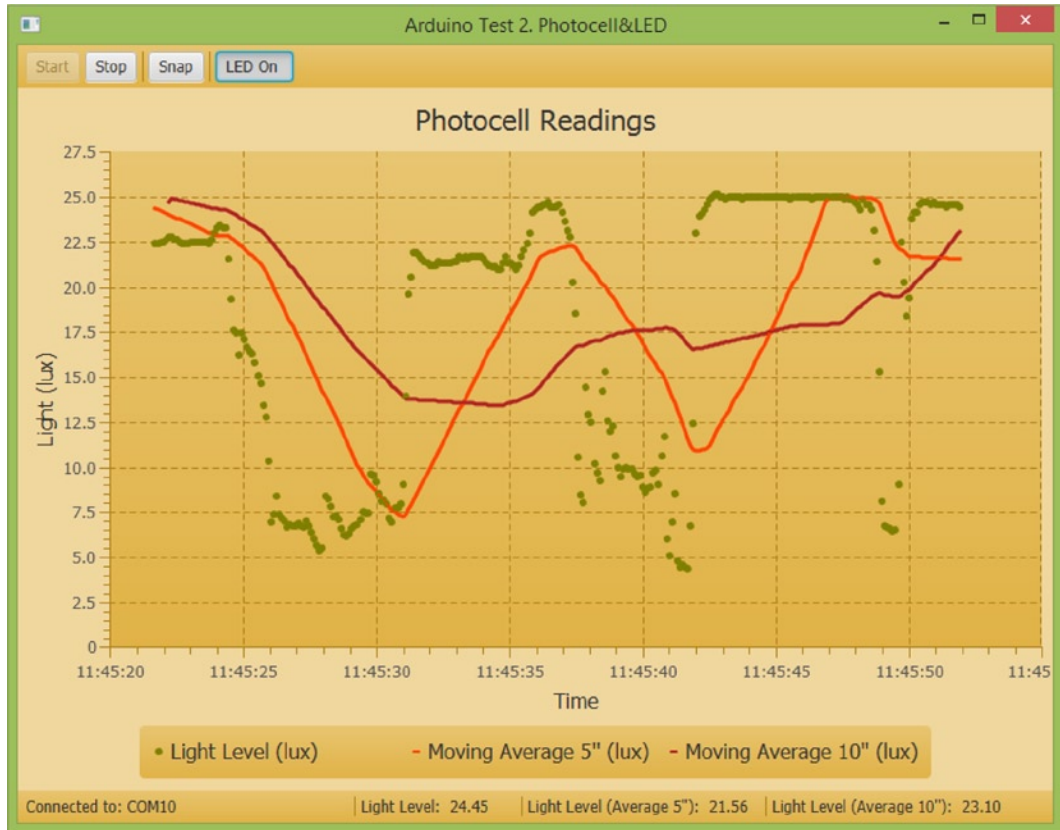 Arduino Test 2. Photocell&LED
Start Stop Snap LED On
Photocell Readings
27.5
25.0
22.5
20.0
17.5
15.0
12.5
10.0
7.5
5.0
2.5
0
Light (lux)
11:45:20 11:45:25 11:45:30 11:45:35 11:45:40 11:45:45 11:45:50 11:45
Time
Light Level (lux) Moving Average 5" (lux) Moving Average 10" (lux)
Connected to: COM10 Light Level: 24.45 Light Level (Average 5"): 21.56 Light Level (Average 10"): 23.10